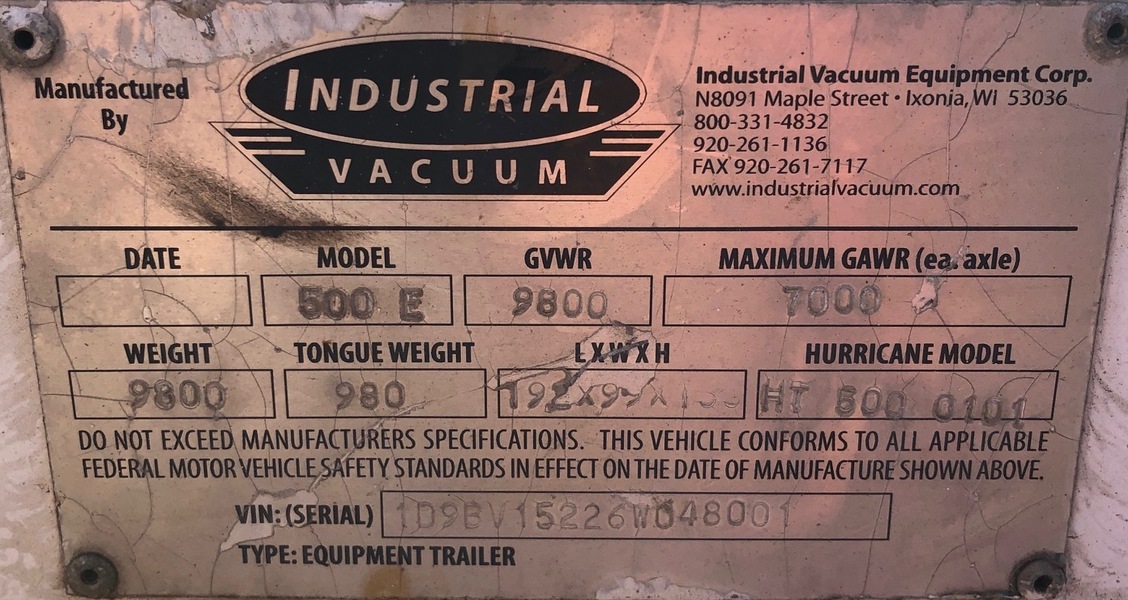 Manufactured
By
INDUSTRIAL
VACUUM
Industrial Vacuum Equipment Corp.
N8091 Maple Street • Ixonia, WI 53036
800-331-4832
920-261-1136
FAX 920-261-7117
www.industrialvacuum.com
DATE MODEL GVWR MAXIMUM GAWR (ea. axle)
500 E 9800 7000
WEIGHT TONGUE WEIGHT L X W X H HURRICANE MODEL
9800 980 HT 500 0101
DO NOT EXCEED MANUFACTURERS SPECIFICATIONS. THIS VEHICLE CONFORMS TO ALL APPLICABLE
FEDERAL MOTOR VEHICLE SAFETY STANDARDS IN EFFECT ON THE DATE OF MANUFACTURE SHOWN ABOVE.
VIN: (SERIAL) 1D9BV15226W048001
TYPE: EQUIPMENT TRAILER